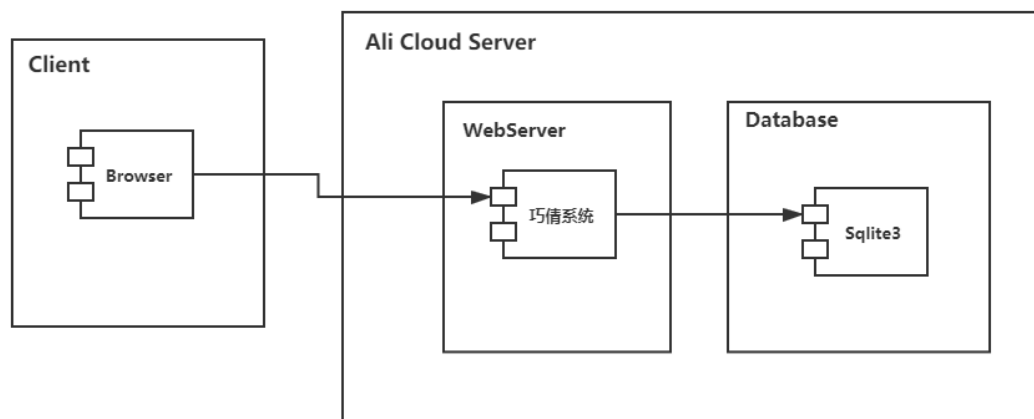 Client
Browser
Ali Cloud Server
WebServer
巧倩系统
Database
Sqlite3